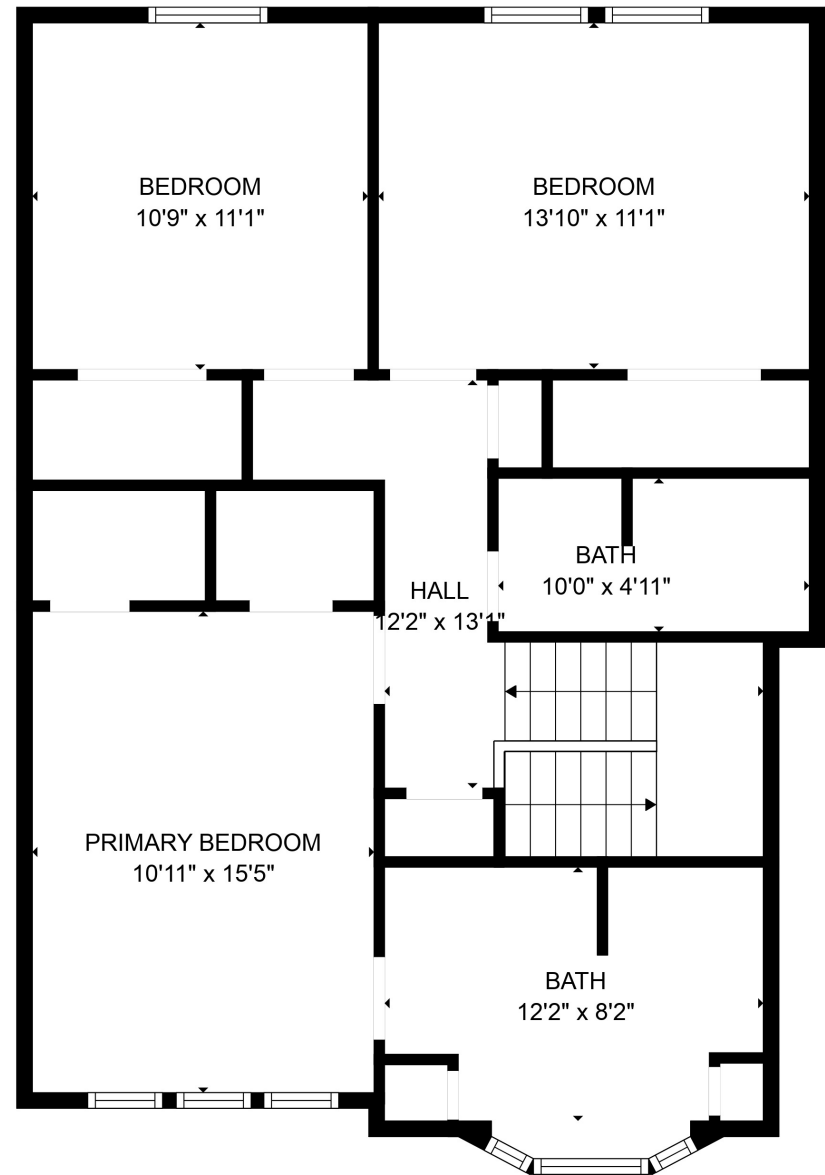 BEDROOM
10'9" x 11'1"
BEDROOM
13'10" x 11'1"
BATH
10'0" x 4'11"
HALL
12'2" x 13'1"
PRIMARY BEDROOM
10'11" x 15'5"
BATH
12'2" x 8'2"